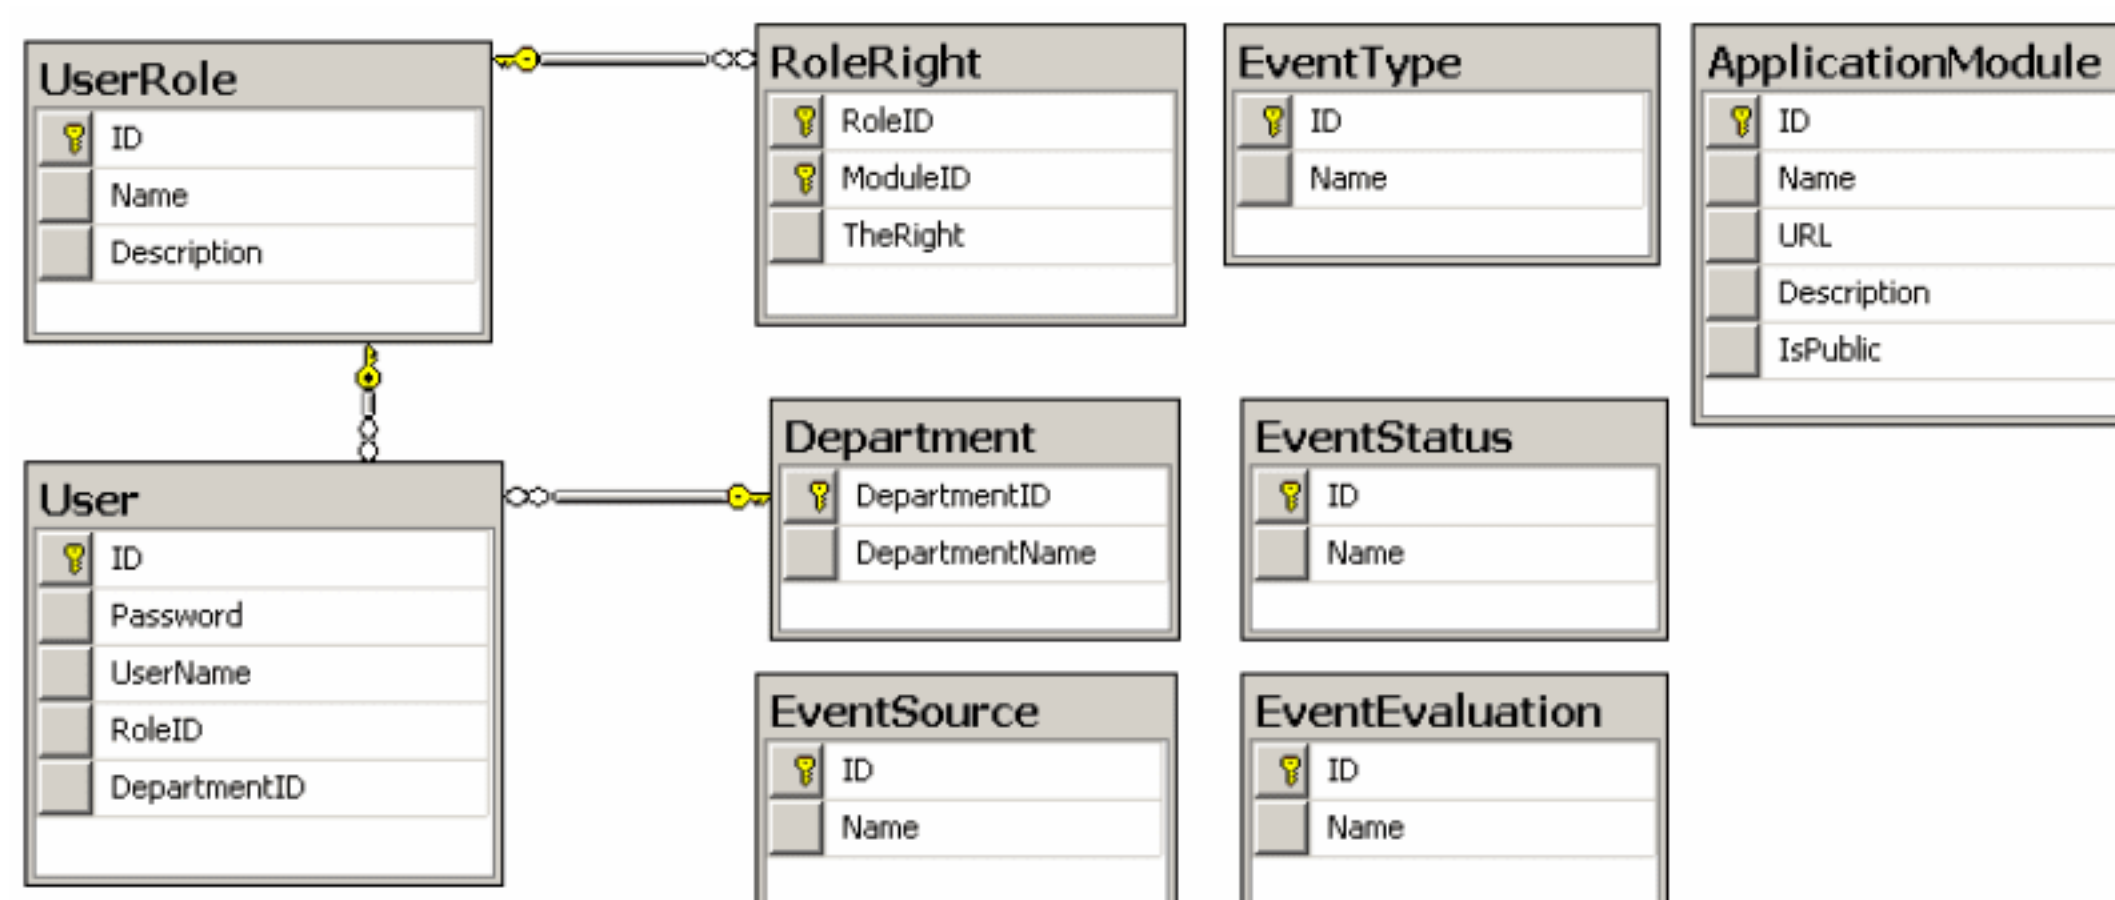 UserRole
ID
Name
Description
RoleRight
RoleID
ModuleID
TheRight
EventType
ID
Name
ApplicationModule
ID
Name
URL
Description
IsPublic
User
ID
Password
UserName
RoleID
DepartmentID
Department
DepartmentID
DepartmentName
EventStatus
ID
Name
EventSource
ID
Name
EventEvaluation
ID
Name